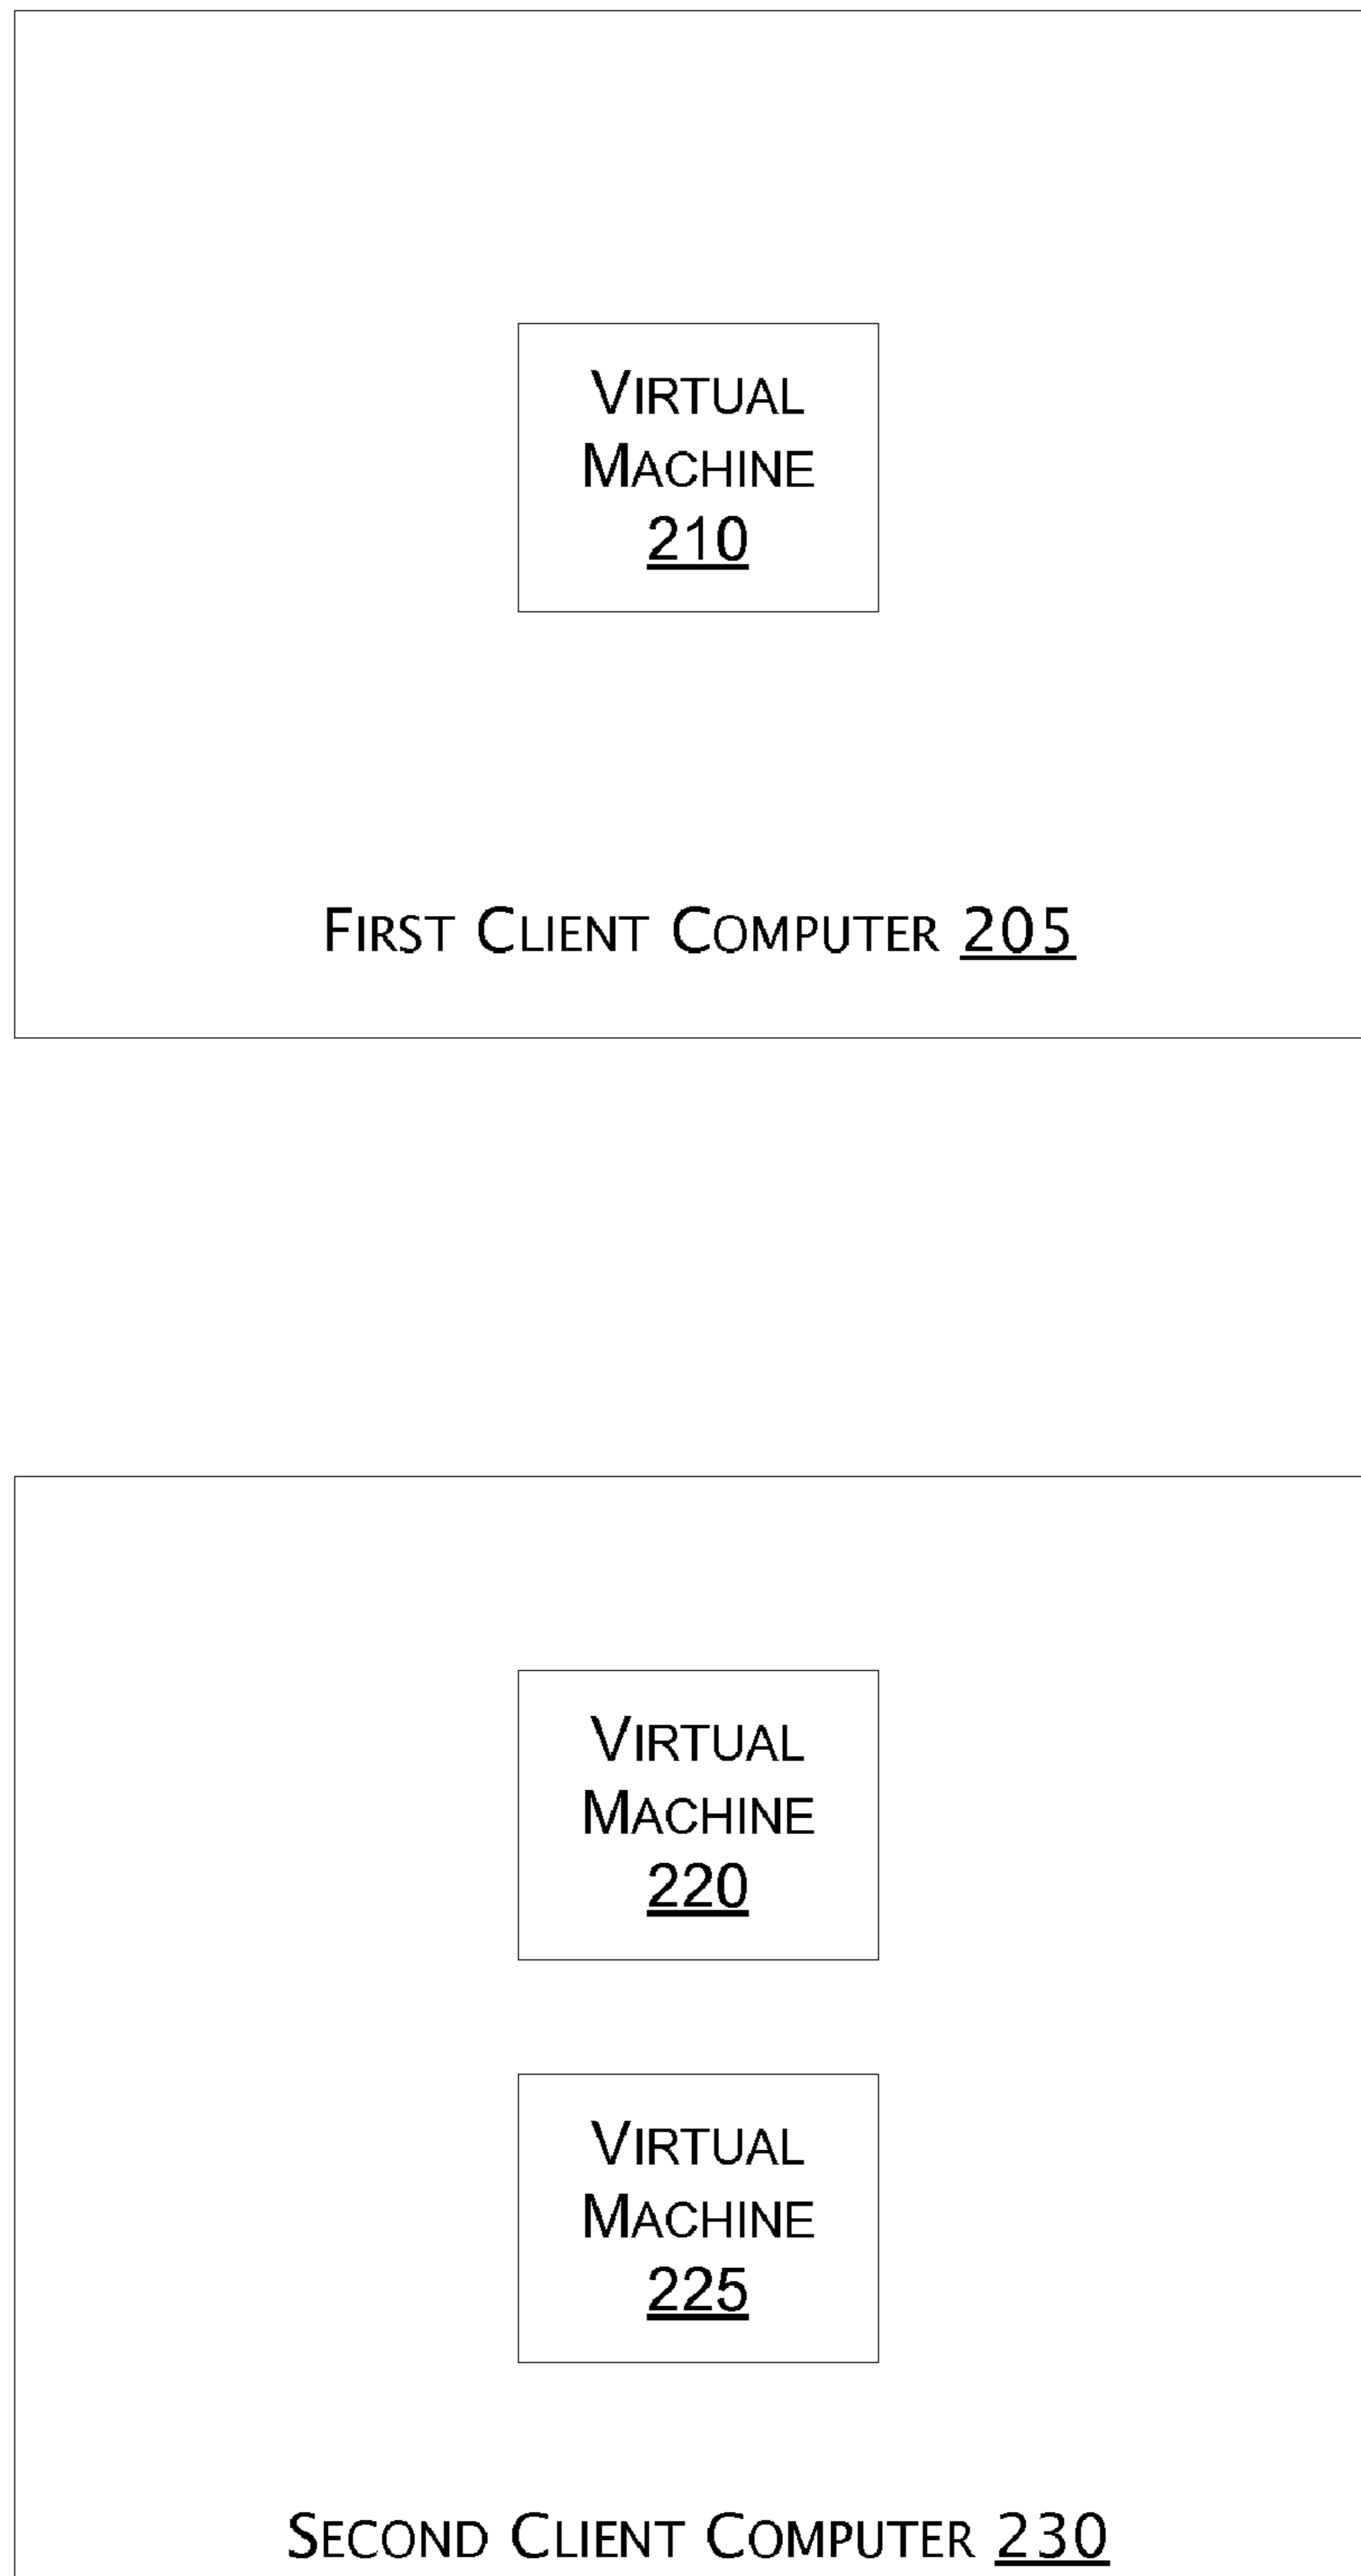 VIRTUAL
MACHINE
210
FIRST CLIENT COMPUTER 205
VIRTUAL
MACHINE
220
VIRTUAL
MACHINE
225
SECOND CLIENT COMPUTER 230